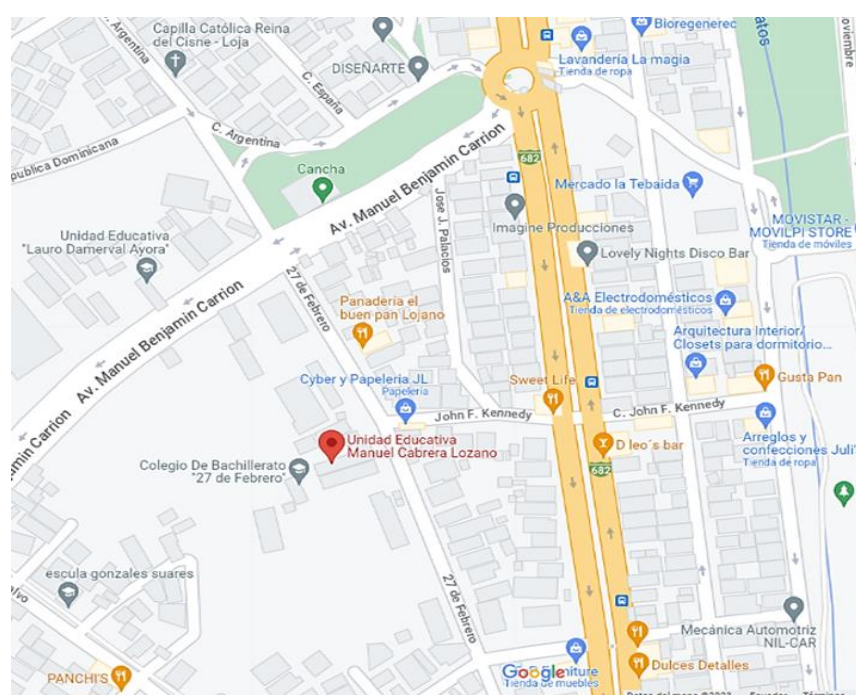 C. Argentina
Capilla Católica Reina
del Cisne - Loja
DISEÑARTE
C. España
Bioregenerec
Lavandería La magia
Tienda de ropa
C. Argentina
Cancha
682
Av. Manuel Benjamin Carrion
Jose J. Palacios
Mercado la Tebaida
Imagine Producciones
MOVISTAR -
MOVILPI STORE
Tienda de móviles
Unidad Educativa
"Lauro Damerval Ayora"
Lovely Nights Disco Bar
27 de Febrero
Panadería el
buen pan Lojano
A&A Electrodomésticos
Tienda de electrodomésticos
Arquitectura Interior/
Closets para dormitorio...
Av. Manuel Benjamin Carrion
Cyber y Papeleria JL
Papelería
Sweet Life
Gusta Pan
John F. Kennedy
C. John F. Kennedy
Unidad Educativa
Manuel Cabrera Lozano
D leo´s bar
Arreglos y
confecciones Juli
Tienda de ropa
Colegio De Bachillerato
"27 de Febrero"
682
escula gonzales suares
27 de Febrero
Mecánica Automotriz
NIL-CAR
PANCHI'S
Google
Tienda de muebles
Dulces Detalles